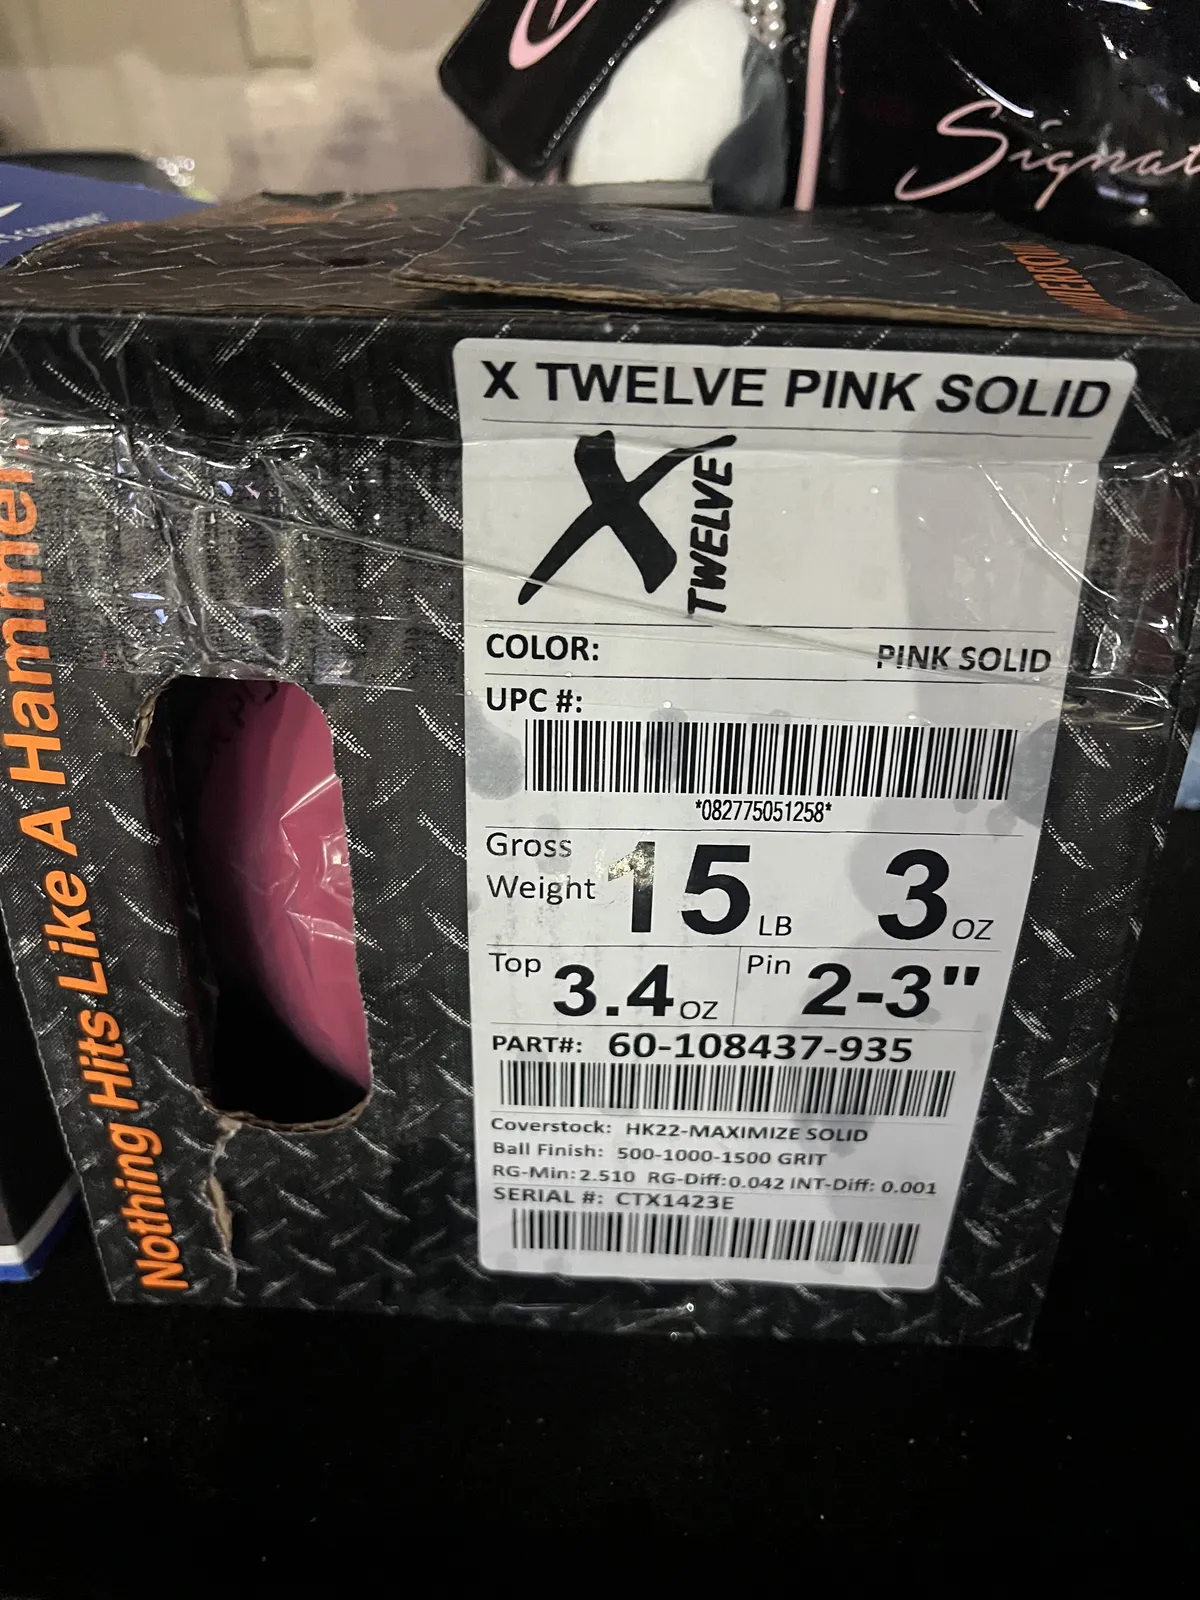 Signat
Nothing Hits Like A Hammer.
X TWELVE PINK SOLID
X
TWELVE
COLOR: PINK SOLID
UPC #:
*082775051258*
Gross Weight 15 LB 3 OZ
Top 3.4 OZ Pin 2-3"
PART#: 60-108437-935
Coverstock: HK22-MAXIMIZE SOLID
Ball Finish: 500-1000-1500 GRIT
RG-Min: 2.510 RG-Diff: 0.042 INT-Diff: 0.001
SERIAL #: CTX1423E